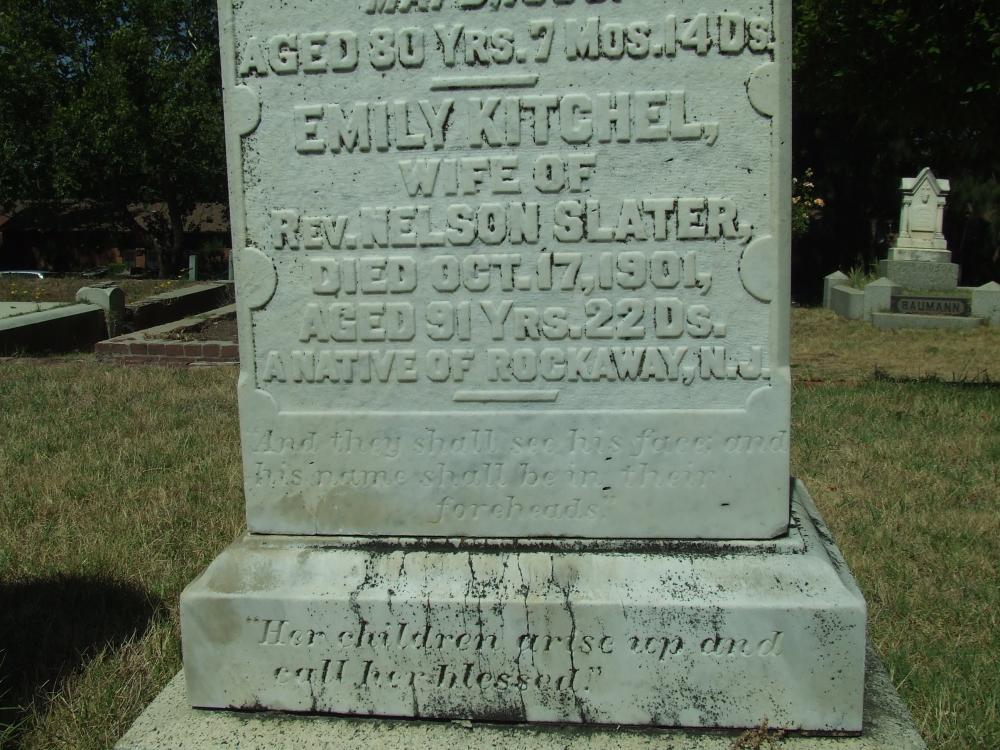 AGED 80 YRS. 7 MOS. 14 DS.
EMILY KITCHEL,
WIFE OF
REV. NELSON SLATER,
DIED OCT. 17, 1901,
AGED 91 YRS. 22 DS.
A NATIVE OF ROCKAWAY, N.J.
"And they shall see his face; and
his name shall be in their
foreheads."
"Her children arise up and
call her blessed."
BAUMANN